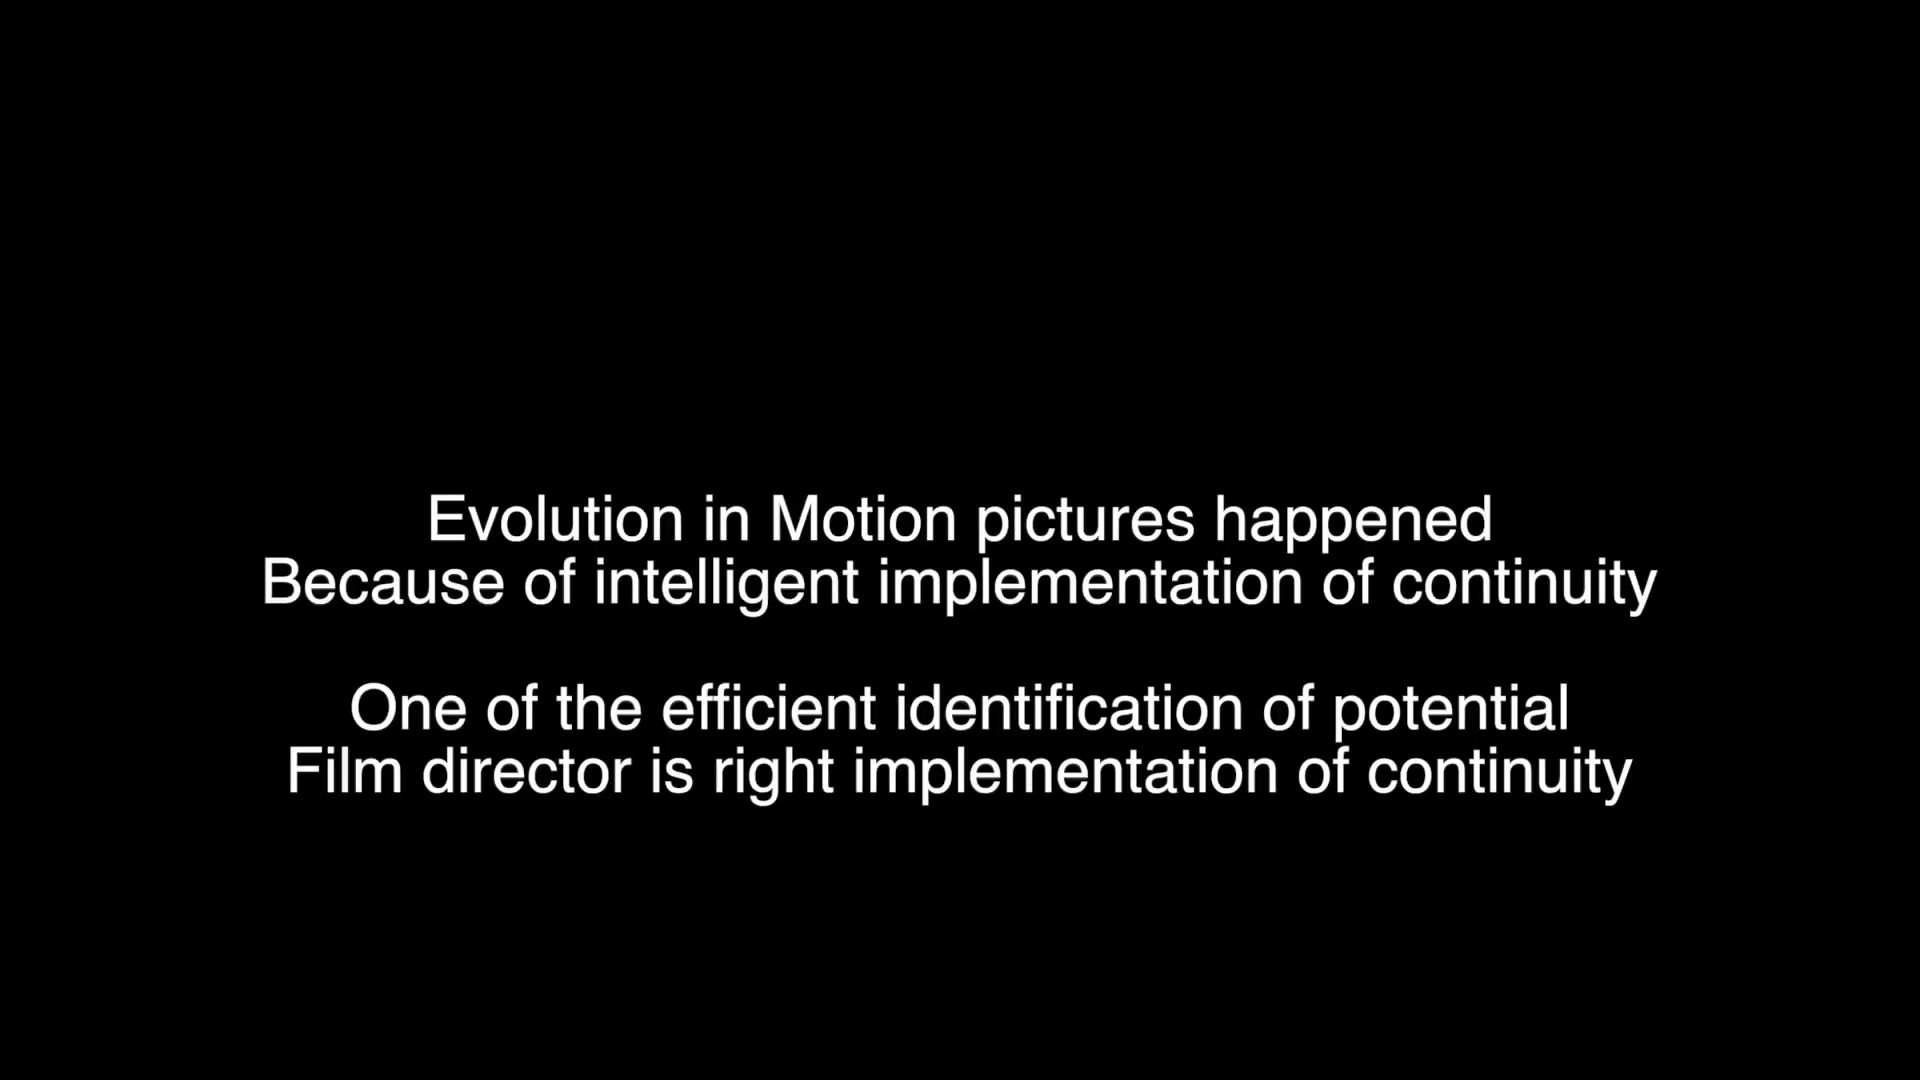 Evolution in Motion pictures happened
Because of intelligent implementation of continuity
One of the efficient identification of potential
Film director is right implementation of continuity